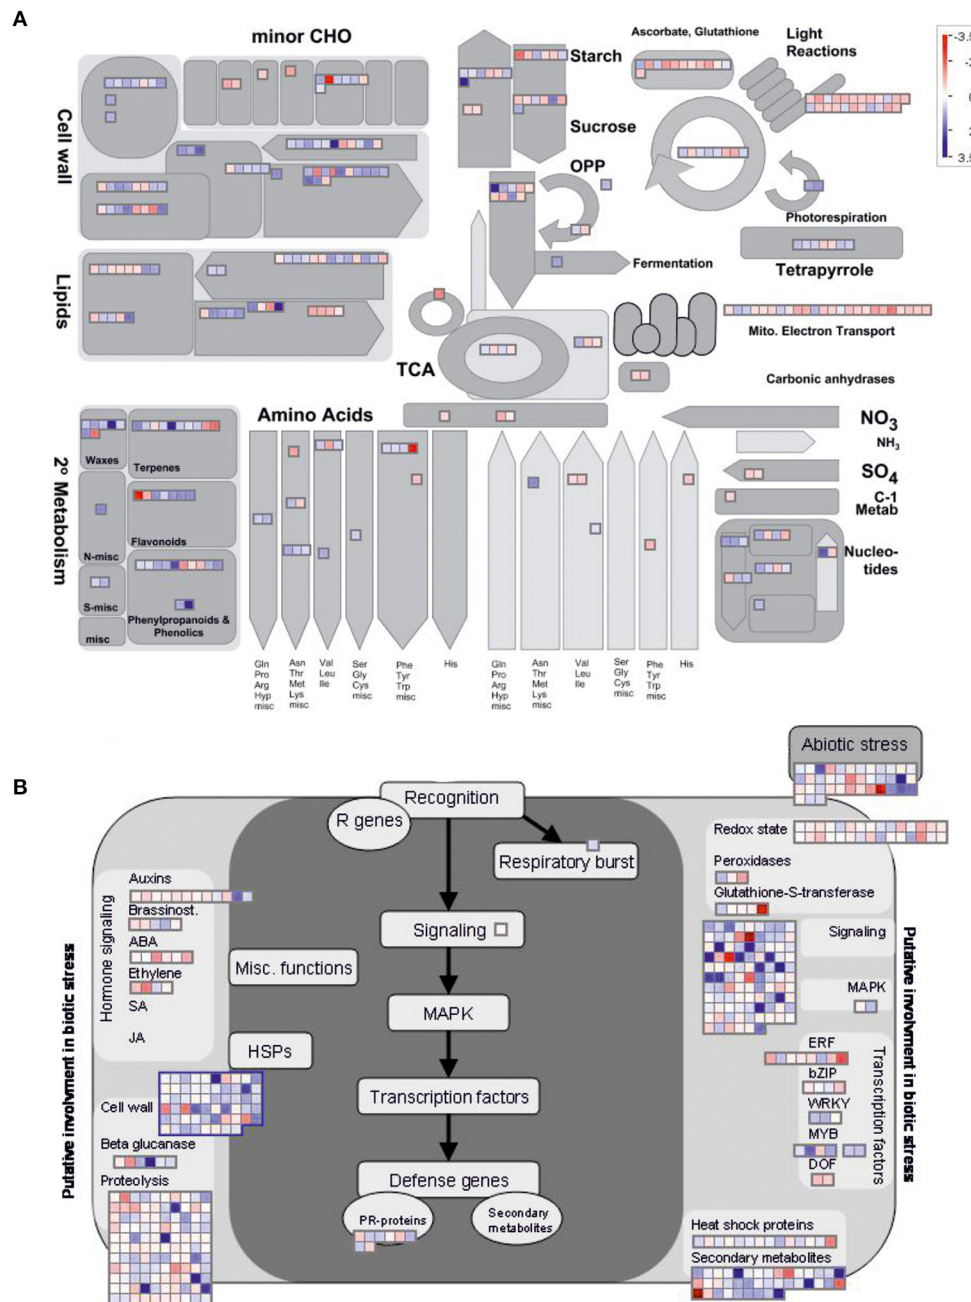 A
minor CHO
Cell wall
Lipids
2º Metabolism
Starch
Sucrose
OPP
Ascorbate, Glutathione
Light
Reactions
-3.5
-2
0
2
3.5
Photorespiration
Tetrapyrrole
Fermentation
Mito. Electron Transport
TCA
Carbonic anhydrases
Amino Acids
NO3
NH3
SO4
C-1
Metab
Nucleo-
tides
Waxes
Terpenes
N-misc
Flavonoids
S-misc
Phenylpropanoids &
Phenolics
misc
Gln
Pro
Arg
Hyp
misc
Asn
Thr
Met
Lys
misc
Val
Leu
Ile
Ser
Gly
Cys
misc
Phe
Tyr
Trp
misc
His
Gln
Pro
Arg
Hyp
misc
Asn
Thr
Met
Lys
misc
Val
Leu
Ile
Ser
Gly
Cys
misc
Phe
Tyr
Trp
misc
His
B
Abiotic stress
Recognition
R genes
Respiratory burst
Signaling
Misc. functions
MAPK
HSPs
Transcription factors
Defense genes
PR-proteins
Secondary
metabolites
Putative involvment in biotic stress
Hormone signaling
Auxins
Brassinost.
ABA
Ethylene
SA
JA
Cell wall
Beta glucanase
Proteolysis
Redox state
Peroxidases
Glutathione-S-transferase
Signaling
MAPK
ERF
bZIP
WRKY
MYB
DOF
Transcription factors
Putative involvment in biotic stress
Heat shock proteins
Secondary metabolites